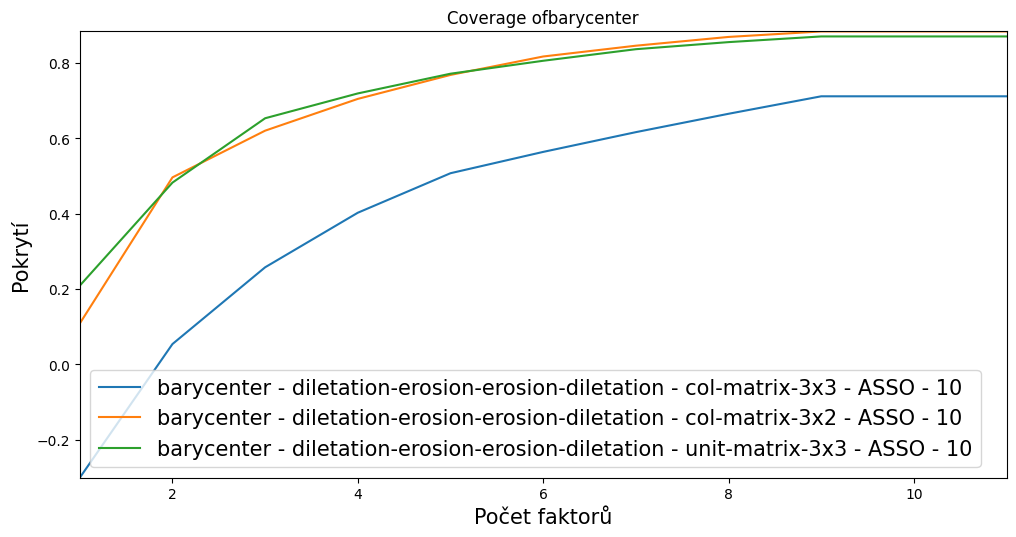 Coverage ofbarycenter
Pokrytí
0.8
0.6
0.4
0.2
0.0
−0.2
barycenter - diletation-erosion-erosion-diletation - col-matrix-3x3 - ASSO - 10
barycenter - diletation-erosion-erosion-diletation - col-matrix-3x2 - ASSO - 10
barycenter - diletation-erosion-erosion-diletation - unit-matrix-3x3 - ASSO - 10
2 4 6 8 10
Počet faktorů